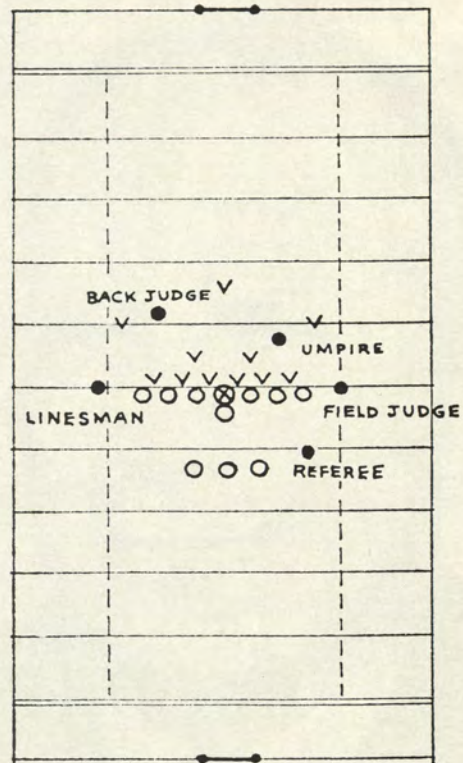 BACK JUDGE
UMPIRE
LINESMAN
FIELD JUDGE
REFEREE